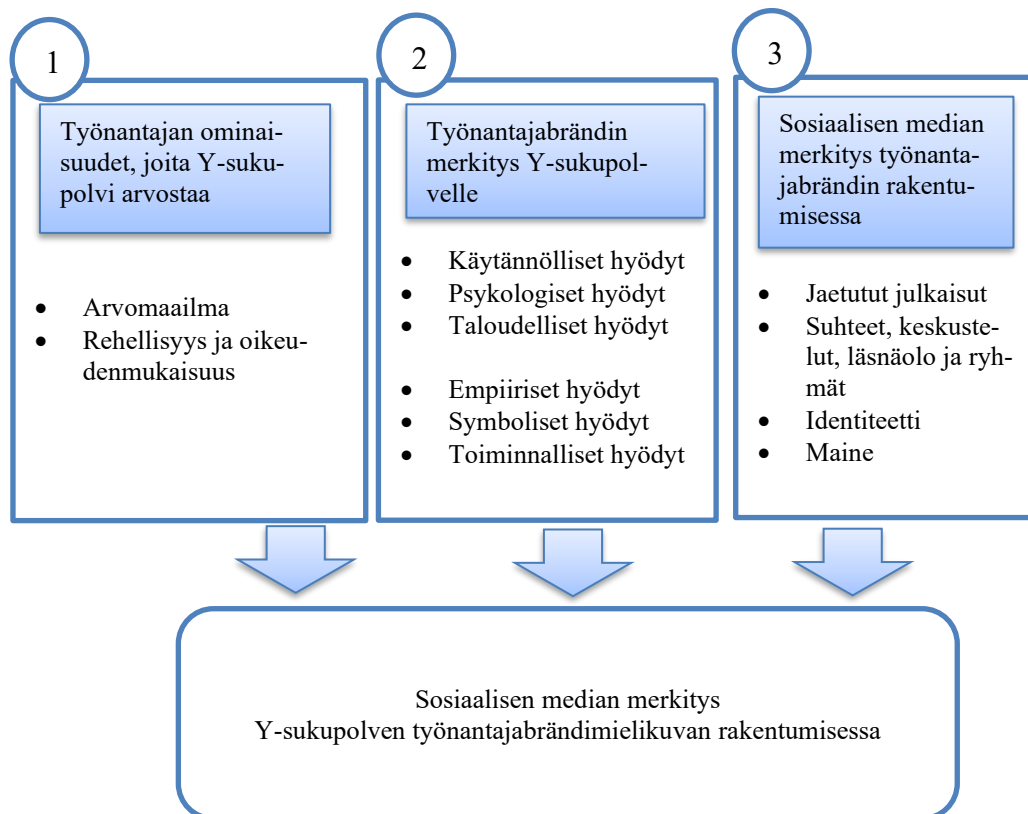 1
Työnantajan ominai-
suudet, joita Y-suku-
polvi arvostaa
• Arvomaailma
• Rehellisyys ja oikeu-
denmukaisuus
2
Työnantajabrändin
merkitys Y-sukupol-
velle
• Käytännölliset hyödyt
• Psykologiset hyödyt
• Taloudelliset hyödyt
• Empiiriset hyödyt
• Symboliset hyödyt
• Toiminnalliset hyödyt
3
Sosiaalisen median
merkitys työnanta-
jabrändin rakentu-
misessa
• Jaetutut julkaisut
• Suhteet, keskuste-
lut, läsnäolo ja ryh-
mät
• Identiteetti
• Maine
Sosiaalisen median merkitys
Y-sukupolven työnantajabrändimielikuvan rakentumisessa